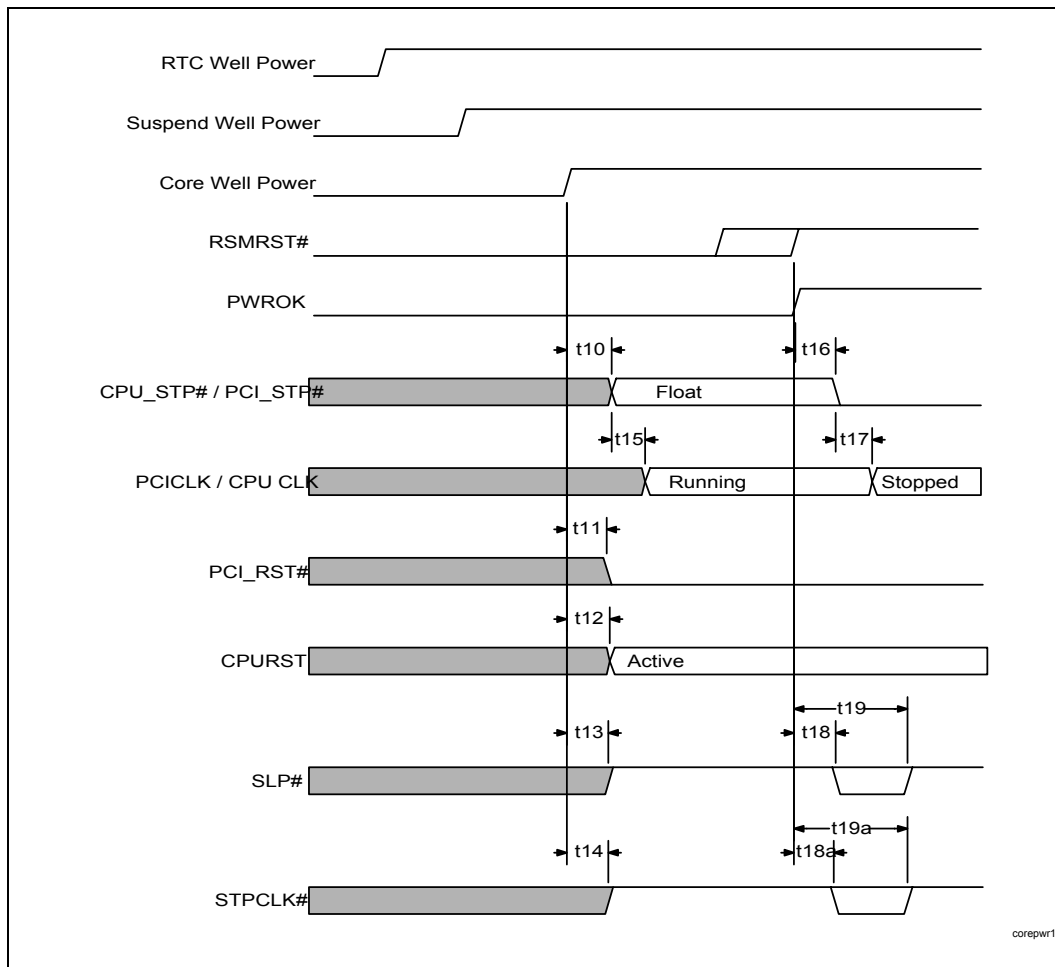 RTC Well Power
Suspend Well Power
Core Well Power
RSMRST#
PWROK
t10
t16
CPU_STP# / PCI_STP#
Float
t15
t17
PCICLK / CPU CLK
Running
Stopped
t11
PCI_RST#
t12
CPURST
Active
t19
t13
t18
SLP#
t19a
t14
t18a
STPCLK#
corepwr1